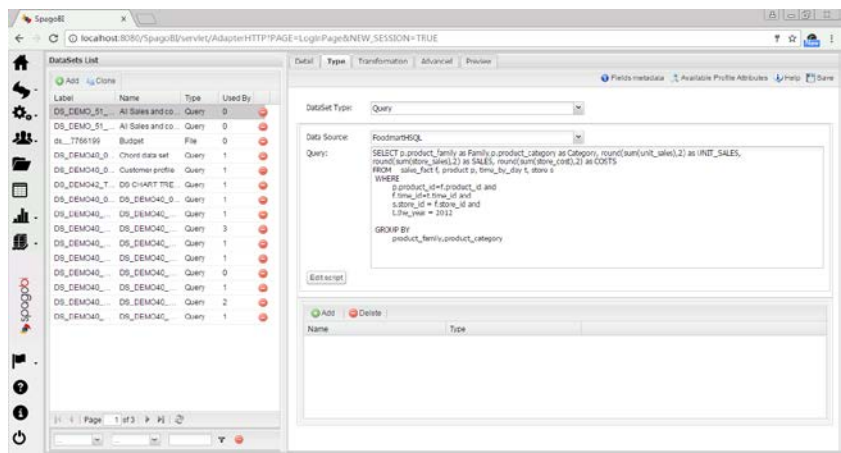 SpagoBI
localhost:8080/SpagoBI/servlet/AdapterHTTP?PAGE=LoginPage&NEW_SESSION=TRUE
New
DataSets List
Add Clone
Label Name Type Used By
DS_DEMO_51_... All Sales and co... Query 0
DS_DEMO_51_... All Sales and co... Query 0
ds__7766199 Budget File 0
DS_DEMO40_0... Chord data set Query 1
DS_DEMO40_0... Customer profile Query 1
DS_DEMO42_T... DS CHART TRE... Query 1
DS_DEMO40_0... DS_DEMO40_0... Query 1
DS_DEMO40_... DS_DEMO40_... Query 1
DS_DEMO40_... DS_DEMO40_... Query 3
DS_DEMO40_... DS_DEMO40_... Query 1
DS_DEMO40_... DS_DEMO40_... Query 1
DS_DEMO40_... DS_DEMO40_... Query 0
DS_DEMO40_... DS_DEMO40_... Query 1
DS_DEMO40_... DS_DEMO40_... Query 2
DS_DEMO40_... DS_DEMO40_... Query 1
Page 1 of 3
spagobi
Detail Type Transformation Advanced Preview
Fields metadata Available Profile Attributes Help Save
DataSet Type: Query
Data Source: FoodmartHSQL
Query: SELECT p.product_family as Family,p.product_category as Category, round(sum(unit_sales),2) as UNIT_SALES,
round(sum(store_sales),2) as SALES, round(sum(store_cost),2) as COSTS
FROM sales_fact f, product p, time_by_day t, store s
WHERE
p.product_id=f.product_id and
f.time_id=t.time_id and
s.store_id = f.store_id and
t.the_year = 2012
GROUP BY
product_family,product_category
Edit script
Add Delete
Name Type